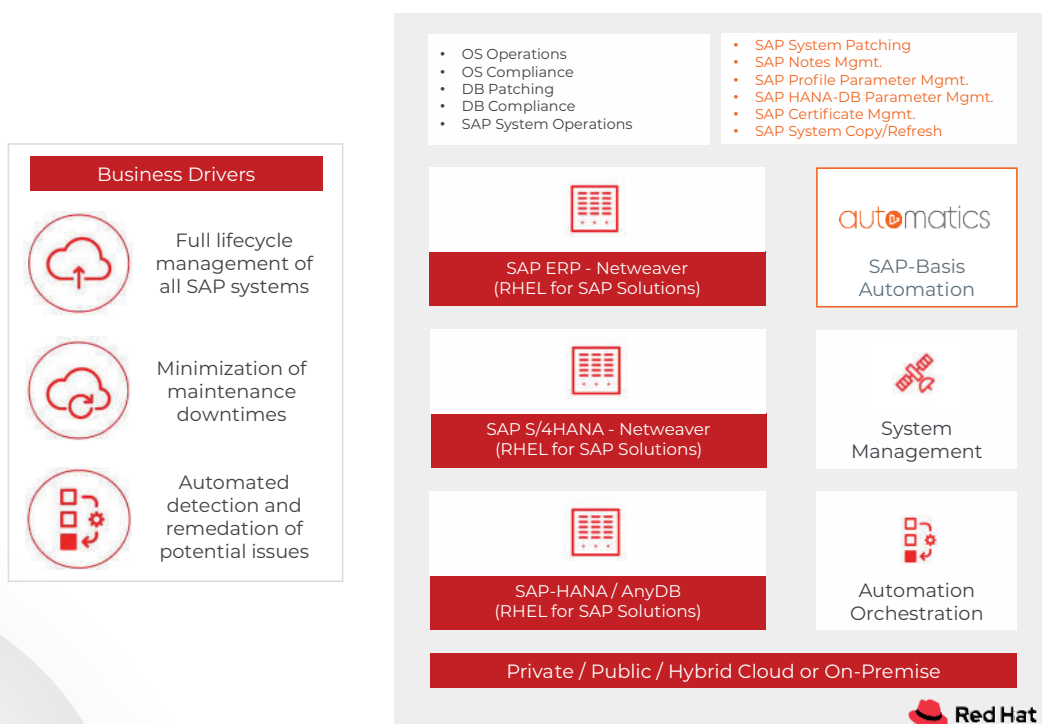 Business Drivers
Full lifecycle
management of
all SAP systems
Minimization of
maintenance
downtimes
Automated
detection and
remedation of
potential issues
• OS Operations
• OS Compliance
• DB Patching
• DB Compliance
• SAP System Operations
• SAP System Patching
• SAP Notes Mgmt.
• SAP Profile Parameter Mgmt.
• SAP HANA-DB Parameter Mgmt.
• SAP Certificate Mgmt.
• SAP System Copy/Refresh
SAP ERP - Netweaver
(RHEL for SAP Solutions)
automatics
SAP-Basis
Automation
SAP S/4HANA - Netweaver
(RHEL for SAP Solutions)
System
Management
SAP-HANA / AnyDB
(RHEL for SAP Solutions)
Automation
Orchestration
Private / Public / Hybrid Cloud or On-Premise
Red Hat